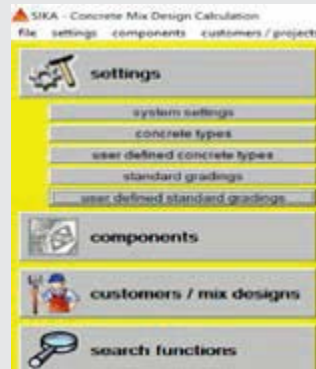 SIKA - Concrete Mix Design Calculation
file settings components customers / projects
settings
system settings
concrete types
user defined concrete types
standard gradings
user defined standard gradings
components
customers / mix designs
search functions